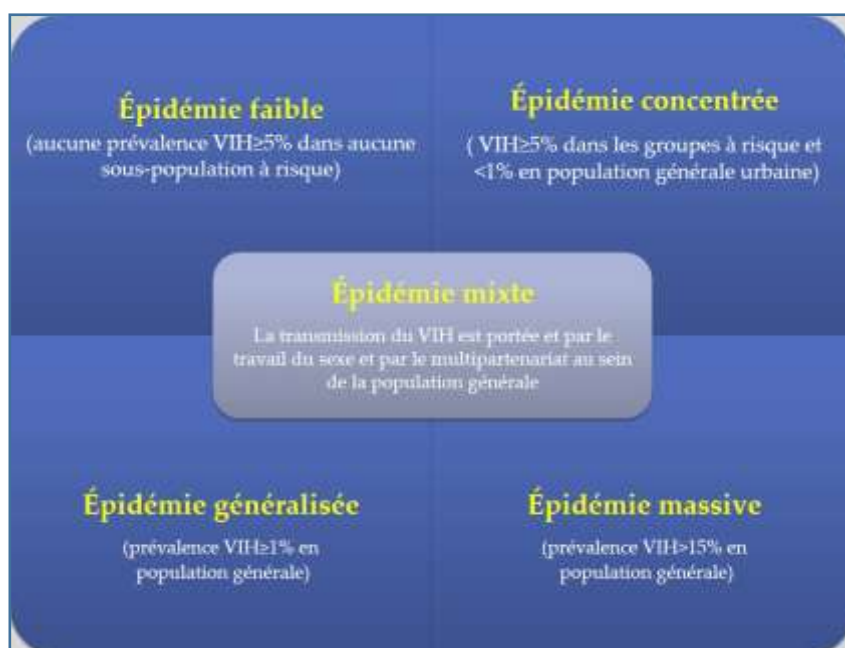 Épidémie faible
(aucune prévalence VIH≥5% dans aucune
sous-population à risque)
Épidémie concentrée
( VIH≥5% dans les groupes à risque et
<1% en population générale urbaine)
Épidémie mixte
La transmission du VIH est portée et par le
travail du sexe et par le multipartenariat au sein
de la population générale
Épidémie généralisée
(prévalence VIH≥1% en
population générale)
Épidémie massive
(prévalence VIH>15% en
population générale)